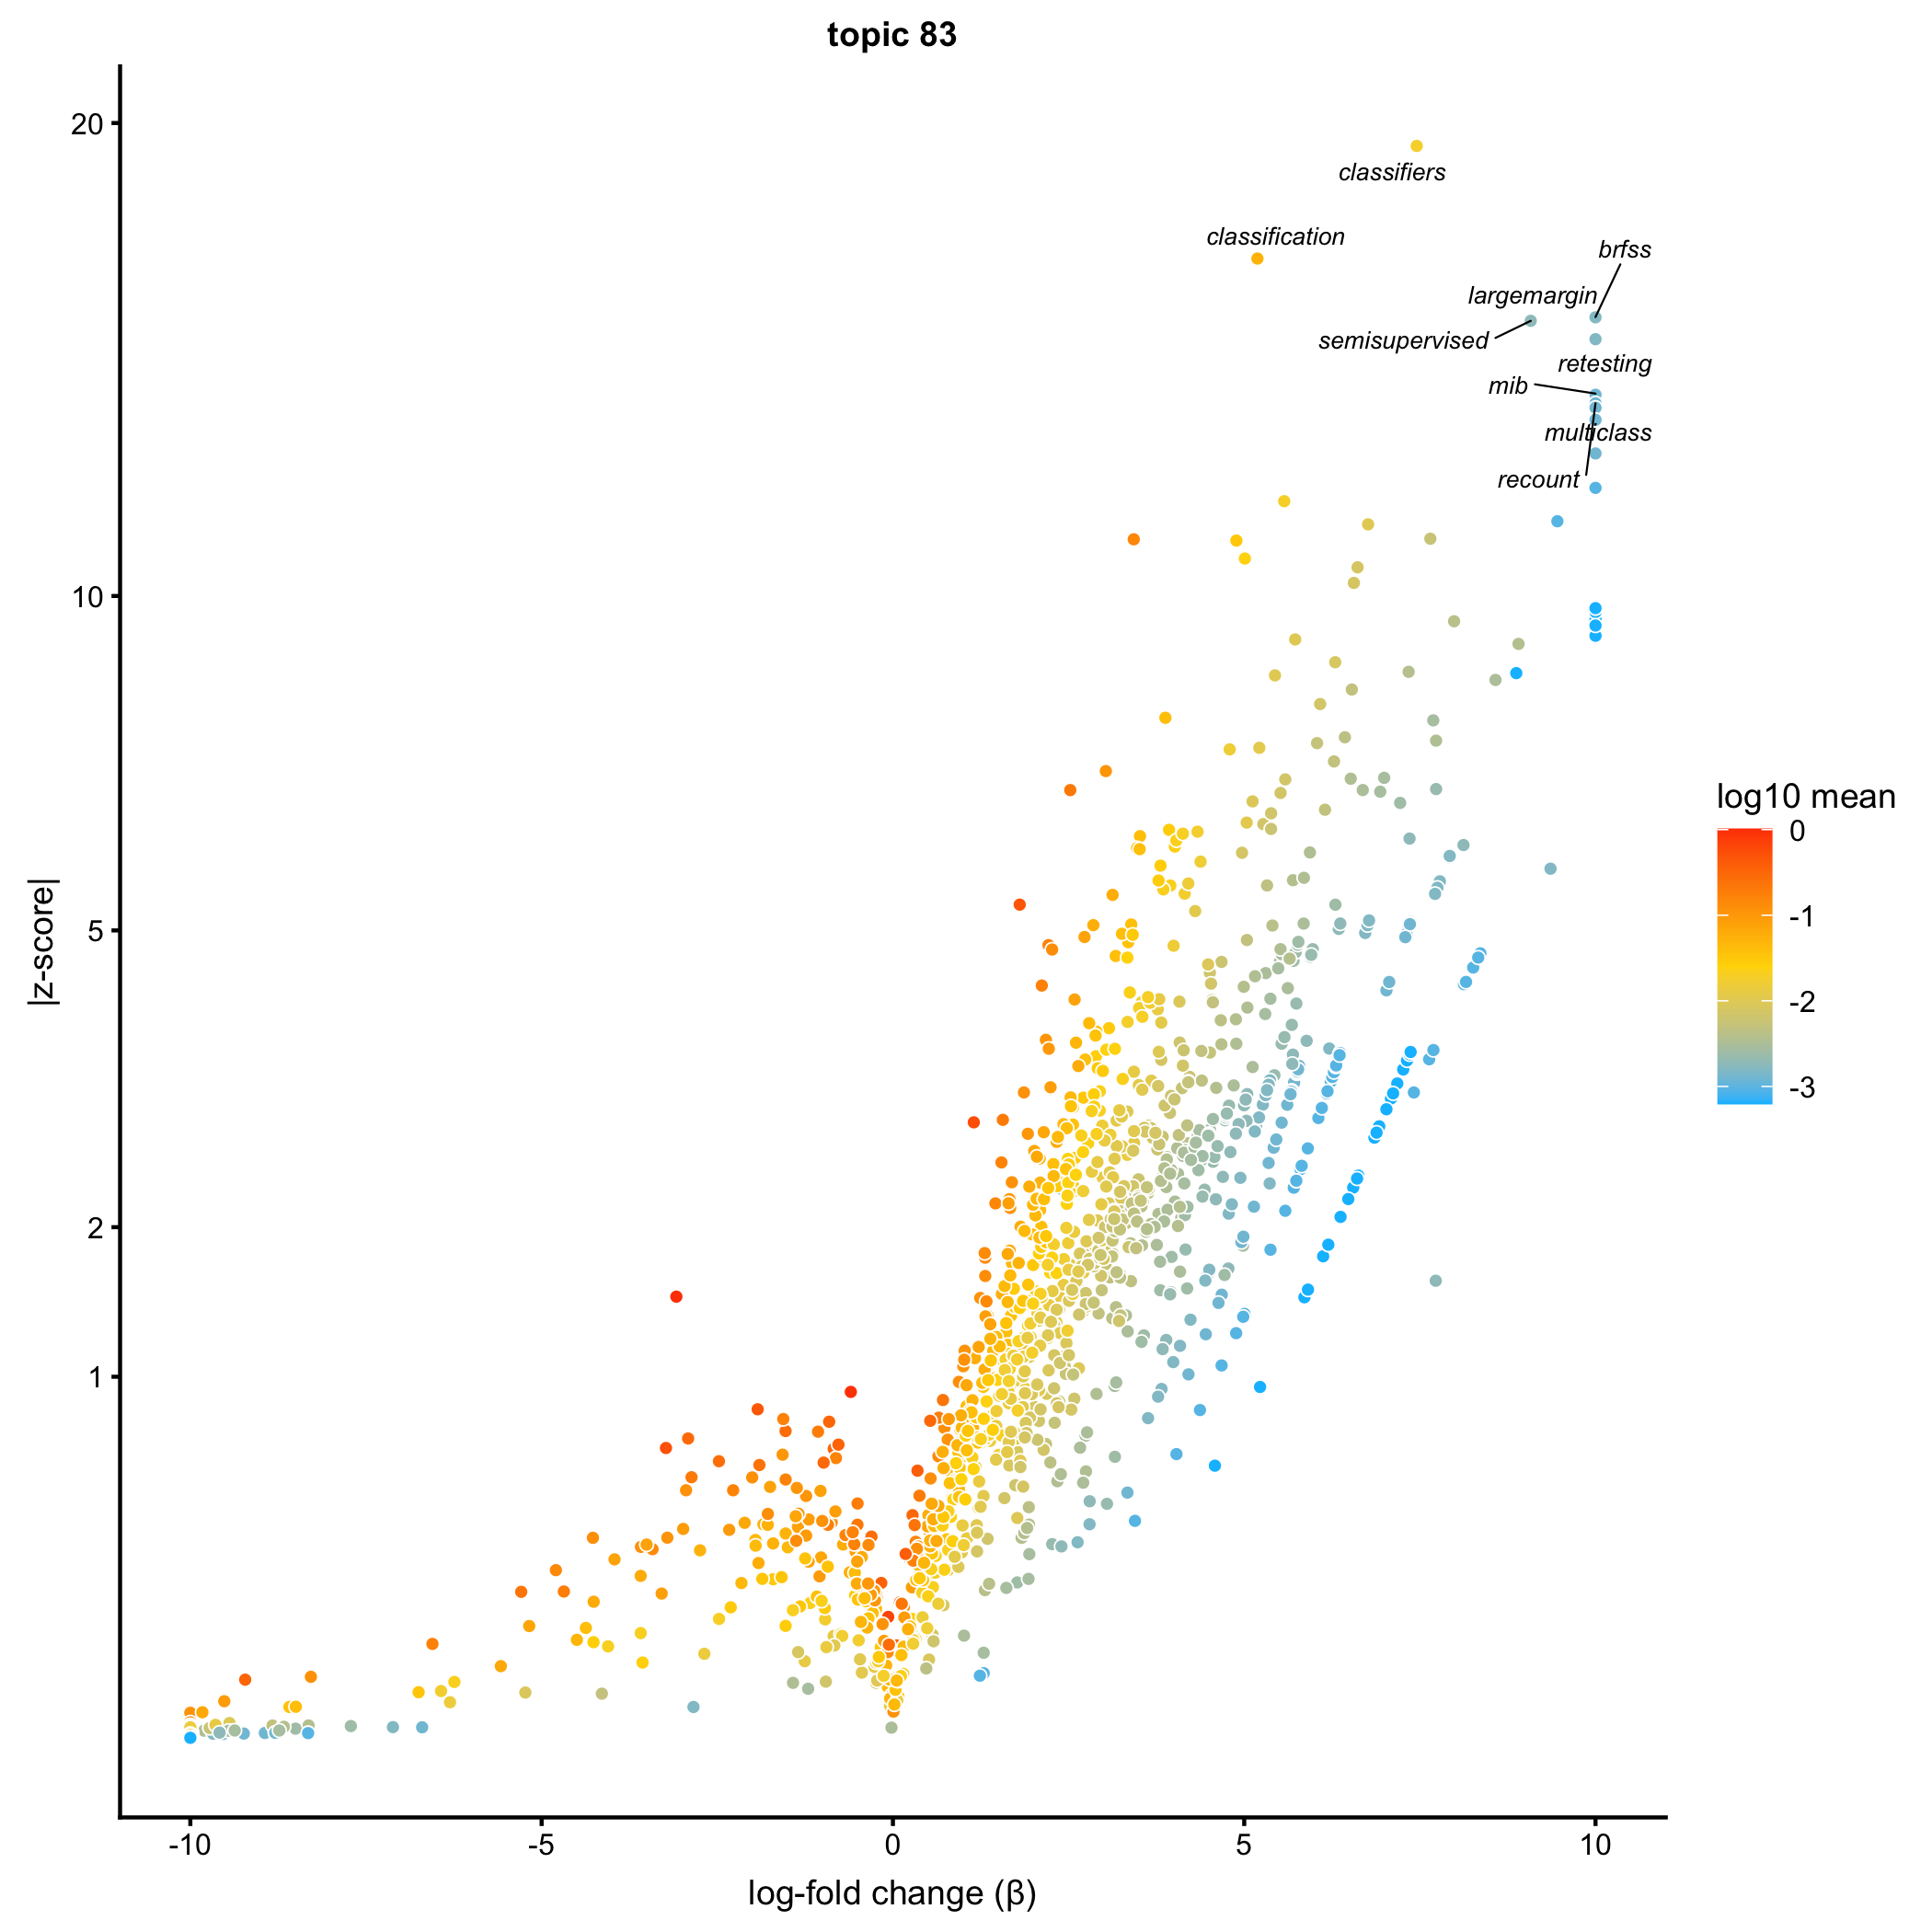 topic 83
20
10
5
2
1
|z-score|
classifiers
classification
brfss
largemargin
semisupervised
retesting
mib
multiclass
recount
log10 mean
0
-1
-2
-3
-10
-5
0
5
10
log-fold change (β)